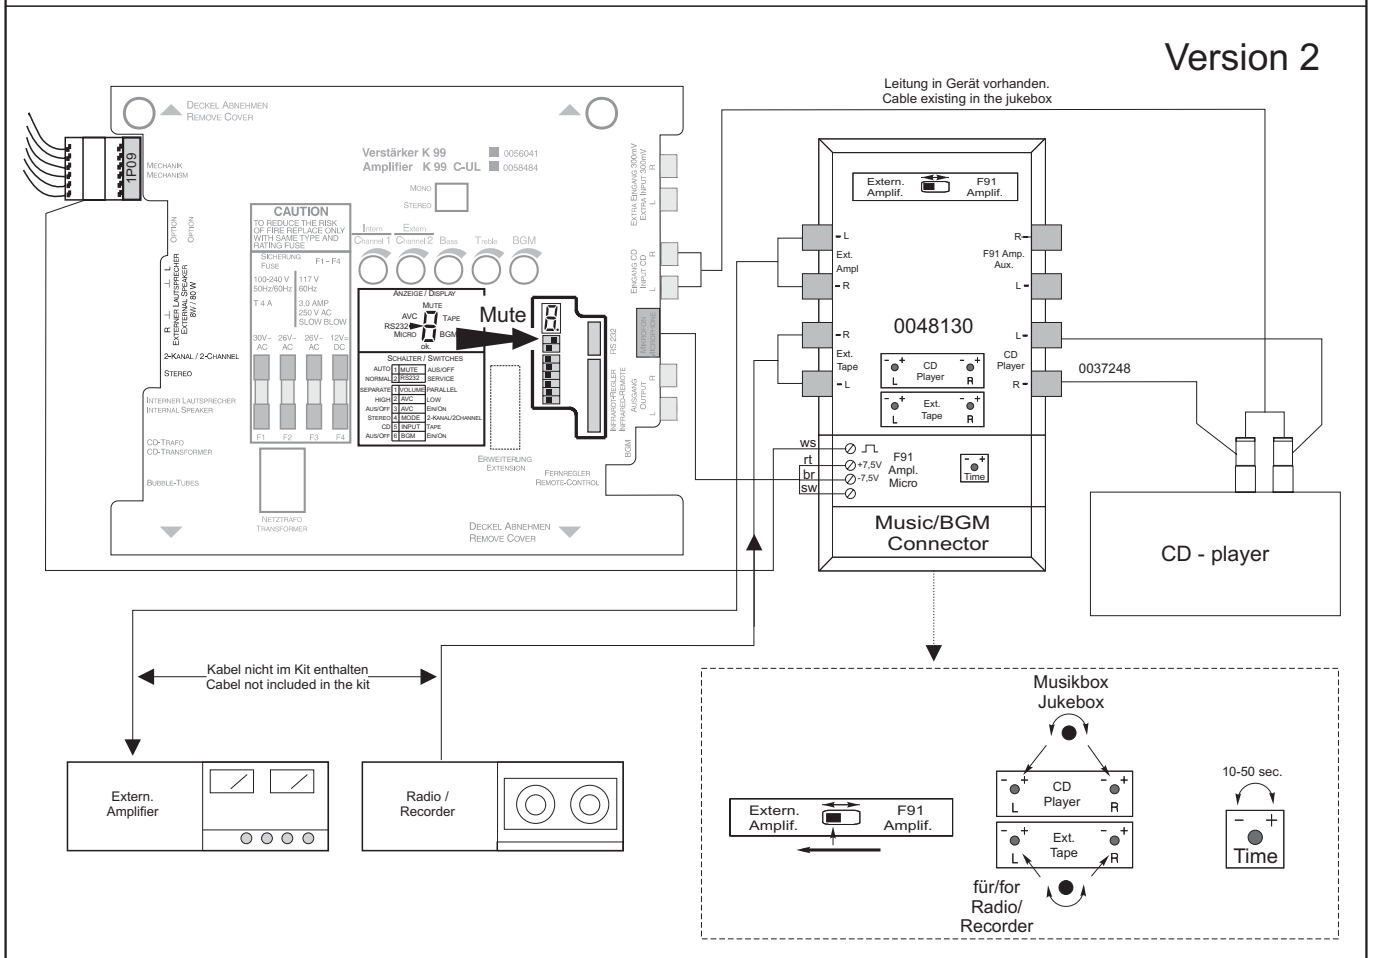 Version 2
Leitung in Gerät vorhanden.
Cable existing in the jukebox
DECKEL ABNEHMEN
REMOVE COVER
1P09
MECHANIK
MECHANISM
Verstärker K 99 0056041
Amplifier K 99 C-UL 0058484
MONO
STEREO
OPTION
OPTION
CAUTION
TO REDUCE THE RISK
OF FIRE REPLACE ONLY
WITH SAME TYPE AND
RATING FUSE
SICHERUNG
FUSE
F1 - F4
100-240 V
50Hz/60Hz
T 4 A
117 V
60Hz
3,0 AMP
250 V AC
SLOW BLOW
30V~
AC
26V~
AC
26V~
AC
12V=
DC
F1 F2 F3 F4
Intern Extern
Channel 1 Channel 2 Bass Treble BGM
EXTRA EINGANG 300mV
EXTRA INPUT 300mV
R
L
EINGANG CD
INPUT CD
R
L
MIKROFON
MICROPHONE
RS 232
INFRAROT-REGLER
INFRARED-REMOTE
AUSGANG
OUTPUT
R
L
BGM
R ⊥ ⊥ L
EXTERNER LAUTSPRECHER
EXTERNAL SPEAKER
8W / 80 W
2-KANAL / 2-CHANNEL
STEREO
INTERNER LAUTSPRECHER
INTERNAL SPEAKER
CD-TRAFO
CD-TRANSFORMER
BUBBLE-TUBES
ANZEIGE / DISPLAY
MUTE
AVC TAPE
RS232
MICRO BGM
ok.
Mute
SCHALTER / SWITCHES
AUTO 1 MUTE AUS/OFF
NORMAL 2 RS232 SERVICE
SEPARATE 1 VOLUME PARALLEL
HIGH 2 AVC LOW
AUS/OFF 3 AVC EIN/ON
STEREO 4 MODE 2-KANAL/2CHANNEL
CD 5 INPUT TAPE
AUS/OFF 6 BGM EIN/ON
ERWEITERUNG
EXTENSION
FERNREGLER
REMOTE-CONTROL
NETZTRAFO
TRANSFORMER
DECKEL ABNEHMEN
REMOVE COVER
Extern.
Amplif.
F91
Amplif.
L
Ext.
Ampl
R
R
F91 Amp.
Aux.
L
0048130
R
Ext.
Tape
L
L
CD
Player
R
- + CD - +
L Player R
- + Ext. - +
L Tape R
0037248
ws
rt +7,5V
br -7,5V
sw
F91
Ampl.
Micro
- +
Time
Music/BGM
Connector
CD - player
Kabel nicht im Kit enthalten
Cabel not included in the kit
Extern.
Amplifier
Radio /
Recorder
Musikbox
Jukebox
Extern.
Amplif.
F91
Amplif.
- + CD - +
L Player R
- + Ext. - +
L Tape R
10-50 sec.
- +
Time
für/for
Radio/
Recorder